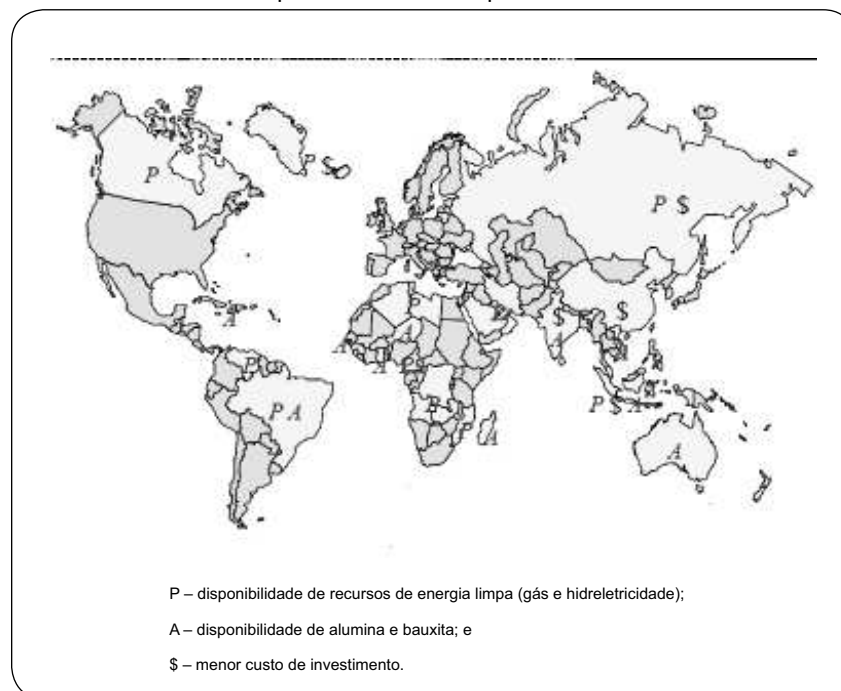 P
P
P $
A
$
$
P
A
A
A
A
P A
P $ A
P A
A
P – disponibilidade de recursos de energia limpa (gás e hidreletricidade);
A – disponibilidade de alumina e bauxita; e
$ – menor custo de investimento.